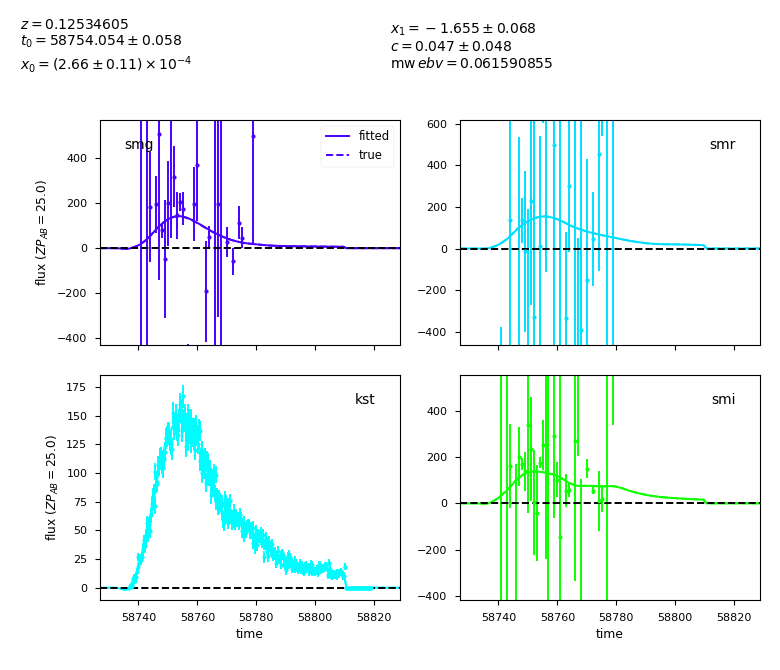 z = 0.12534605
t₀ = 58754.054 ± 0.058
x₀ = (2.66 ± 0.11) × 10⁻⁴
x₁ = −1.655 ± 0.068
c = 0.047 ± 0.048
mw ebv = 0.061590855
smg
fitted
true
400
200
0
−200
−400
flux (ZP_AB = 25.0)
smr
600
400
200
0
−200
−400
kst
175
150
125
100
75
50
25
0
flux (ZP_AB = 25.0)
58740 58760 58780 58800 58820
time
smi
400
200
0
−200
−400
58740 58760 58780 58800 58820
time